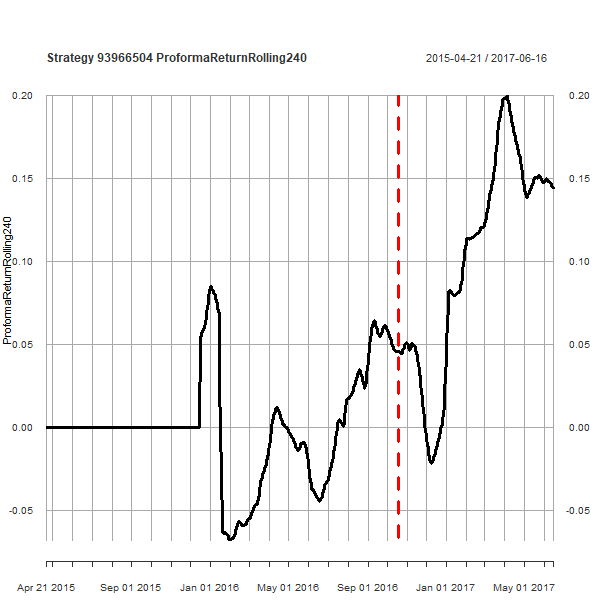 Strategy 93966504 ProformaReturnRolling240
2015-04-21 / 2017-06-16
0.20
0.20
0.15
0.15
0.10
0.10
0.05
0.05
0.00
0.00
-0.05
-0.05
ProformaReturnRolling240
Apr 21 2015
Sep 01 2015
Jan 01 2016
May 01 2016
Sep 01 2016
Jan 01 2017
May 01 2017